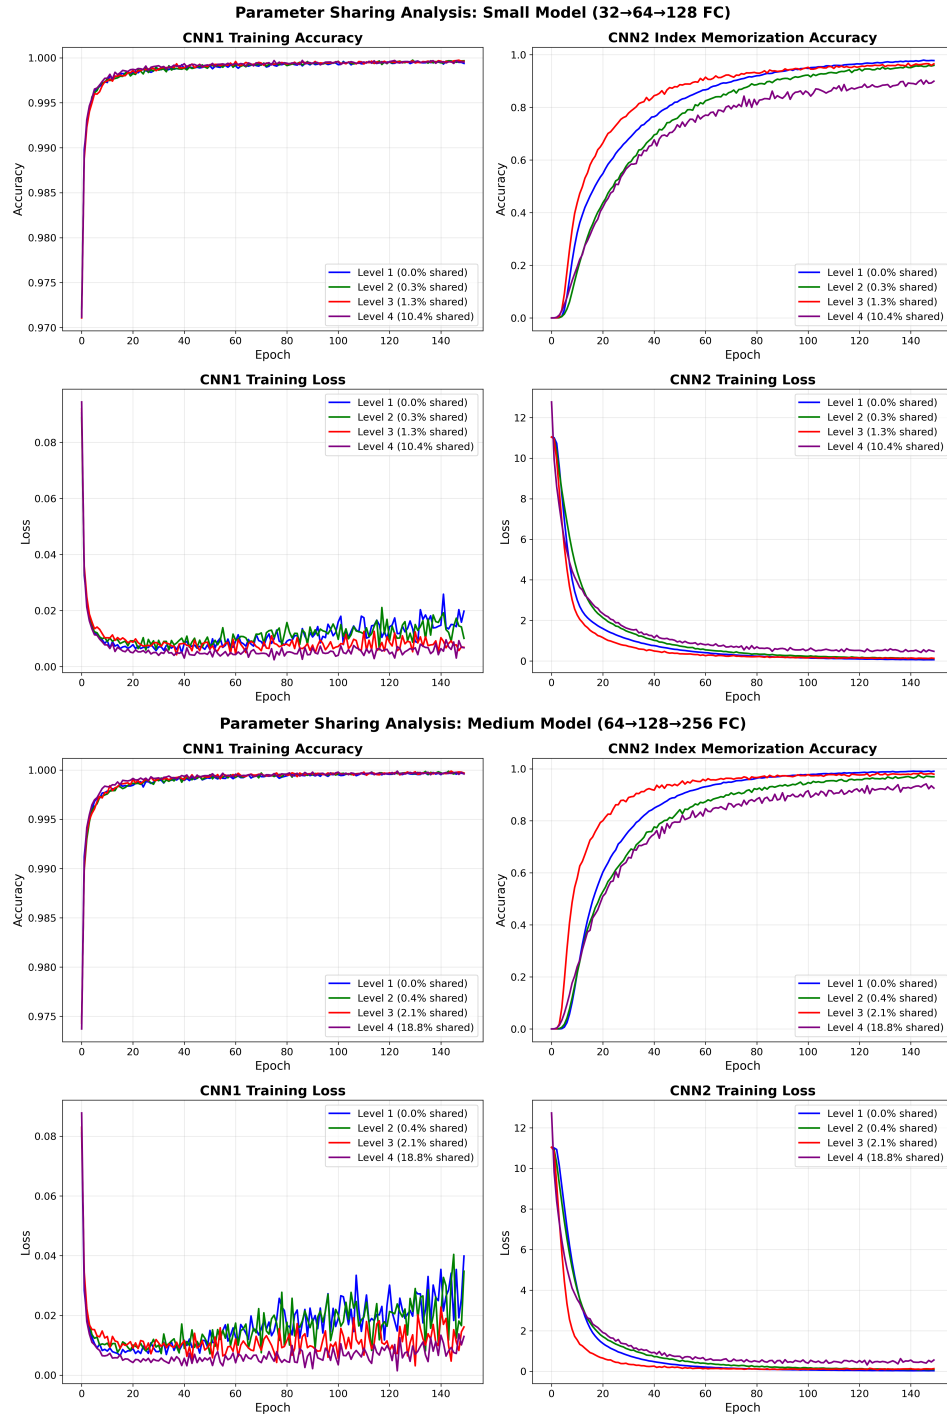 Parameter Sharing Analysis: Small Model (32→64→128 FC)
CNN1 Training Accuracy
1.000
0.995
0.990
0.985
0.980
0.975
0.970
Accuracy
0 20 40 60 80 100 120 140
Epoch
Level 1 (0.0% shared)
Level 2 (0.3% shared)
Level 3 (1.3% shared)
Level 4 (10.4% shared)
CNN2 Index Memorization Accuracy
1.0
0.8
0.6
0.4
0.2
0.0
Accuracy
0 20 40 60 80 100 120 140
Epoch
Level 1 (0.0% shared)
Level 2 (0.3% shared)
Level 3 (1.3% shared)
Level 4 (10.4% shared)
CNN1 Training Loss
0.08
0.06
0.04
0.02
0.00
Loss
0 20 40 60 80 100 120 140
Epoch
Level 1 (0.0% shared)
Level 2 (0.3% shared)
Level 3 (1.3% shared)
Level 4 (10.4% shared)
CNN2 Training Loss
12
10
8
6
4
2
0
Loss
0 20 40 60 80 100 120 140
Epoch
Level 1 (0.0% shared)
Level 2 (0.3% shared)
Level 3 (1.3% shared)
Level 4 (10.4% shared)
Parameter Sharing Analysis: Medium Model (64→128→256 FC)
CNN1 Training Accuracy
1.000
0.995
0.990
0.985
0.980
0.975
Accuracy
0 20 40 60 80 100 120 140
Epoch
Level 1 (0.0% shared)
Level 2 (0.4% shared)
Level 3 (2.1% shared)
Level 4 (18.8% shared)
CNN2 Index Memorization Accuracy
1.0
0.8
0.6
0.4
0.2
0.0
Accuracy
0 20 40 60 80 100 120 140
Epoch
Level 1 (0.0% shared)
Level 2 (0.4% shared)
Level 3 (2.1% shared)
Level 4 (18.8% shared)
CNN1 Training Loss
0.08
0.06
0.04
0.02
0.00
Loss
0 20 40 60 80 100 120 140
Epoch
Level 1 (0.0% shared)
Level 2 (0.4% shared)
Level 3 (2.1% shared)
Level 4 (18.8% shared)
CNN2 Training Loss
12
10
8
6
4
2
0
Loss
0 20 40 60 80 100 120 140
Epoch
Level 1 (0.0% shared)
Level 2 (0.4% shared)
Level 3 (2.1% shared)
Level 4 (18.8% shared)